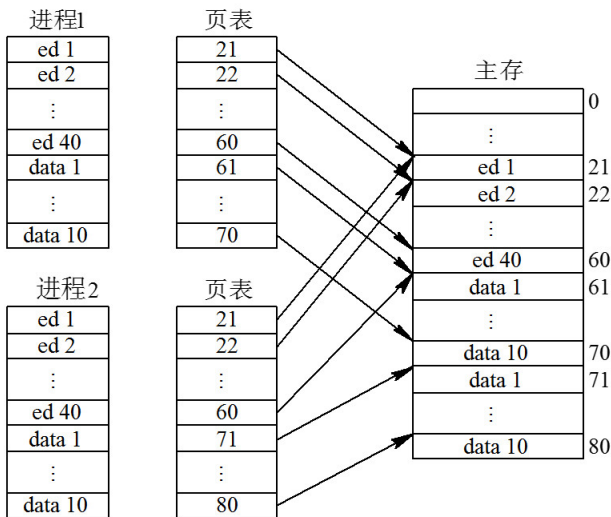 进程1
页表
ed 1
21
ed 2
22
⋮
⋮
ed 40
60
data 1
61
⋮
⋮
data 10
70
进程2
页表
ed 1
21
ed 2
22
⋮
⋮
ed 40
60
data 1
71
⋮
⋮
data 10
80
主存
0
⋮
ed 1 21
ed 2 22
⋮
ed 40 60
data 1 61
⋮
data 10 70
data 1 71
⋮
data 10 80